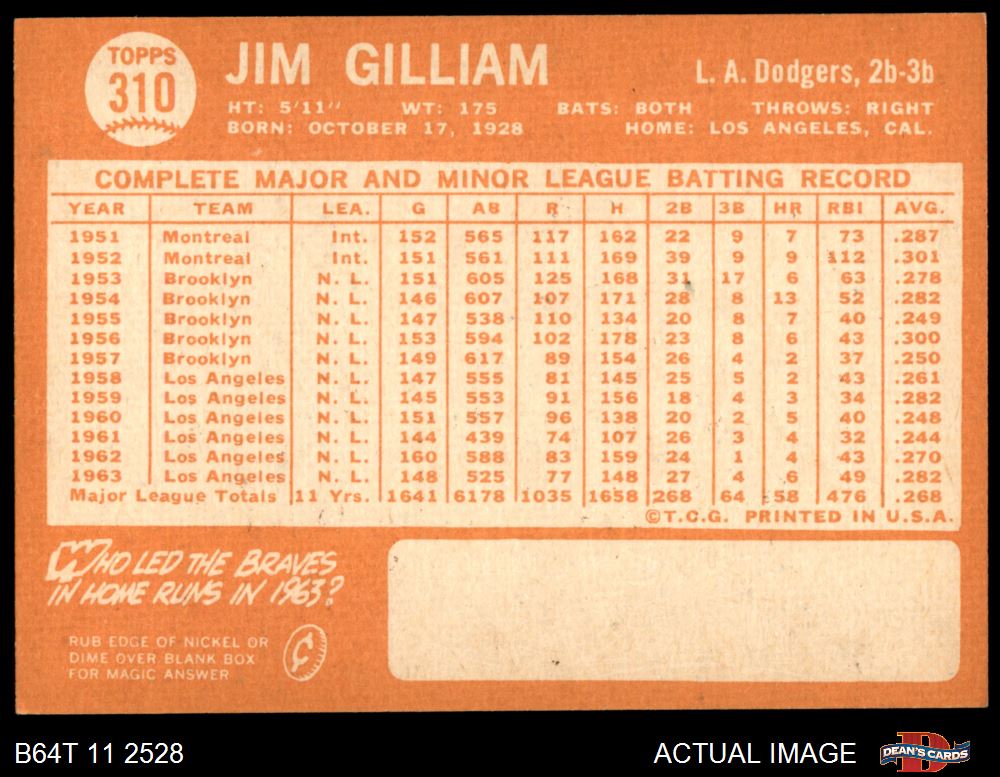 TOPPS
310
JIM GILLIAM
L. A. Dodgers, 2b-3b
HT: 5'11" WT: 175 BATS: BOTH THROWS: RIGHT
BORN: OCTOBER 17, 1928 HOME: LOS ANGELES, CAL.
COMPLETE MAJOR AND MINOR LEAGUE BATTING RECORD
YEAR TEAM LEA. G AB R H 2B 3B HR RBI AVG.
1951 Montreal Int. 152 565 117 162 22 9 7 73 .287
1952 Montreal Int. 151 561 111 169 39 9 9 112 .301
1953 Brooklyn N. L. 151 605 125 168 31 17 6 63 .278
1954 Brooklyn N. L. 146 607 107 171 28 8 13 52 .282
1955 Brooklyn N. L. 147 538 110 134 20 8 7 40 .249
1956 Brooklyn N. L. 153 594 102 178 23 8 6 43 .300
1957 Brooklyn N. L. 149 617 89 154 26 4 2 37 .250
1958 Los Angeles N. L. 147 555 81 145 25 5 2 43 .261
1959 Los Angeles N. L. 145 553 91 156 18 4 3 34 .282
1960 Los Angeles N. L. 151 557 96 138 20 2 5 40 .248
1961 Los Angeles N. L. 144 439 74 107 26 3 4 32 .244
1962 Los Angeles N. L. 160 588 83 159 24 1 4 43 .270
1963 Los Angeles N. L. 148 525 77 148 27 4 6 49 .282
Major League Totals 11 Yrs. 1641 6178 1035 1658 268 64 58 476 .268
©T.C.G. PRINTED IN U.S.A.
WHO LED THE BRAVES
IN HOME RUNS IN 1963?
RUB EDGE OF NICKEL OR
DIME OVER BLANK BOX
FOR MAGIC ANSWER
B64T 11 2528
ACTUAL IMAGE
DEAN'S CARDS